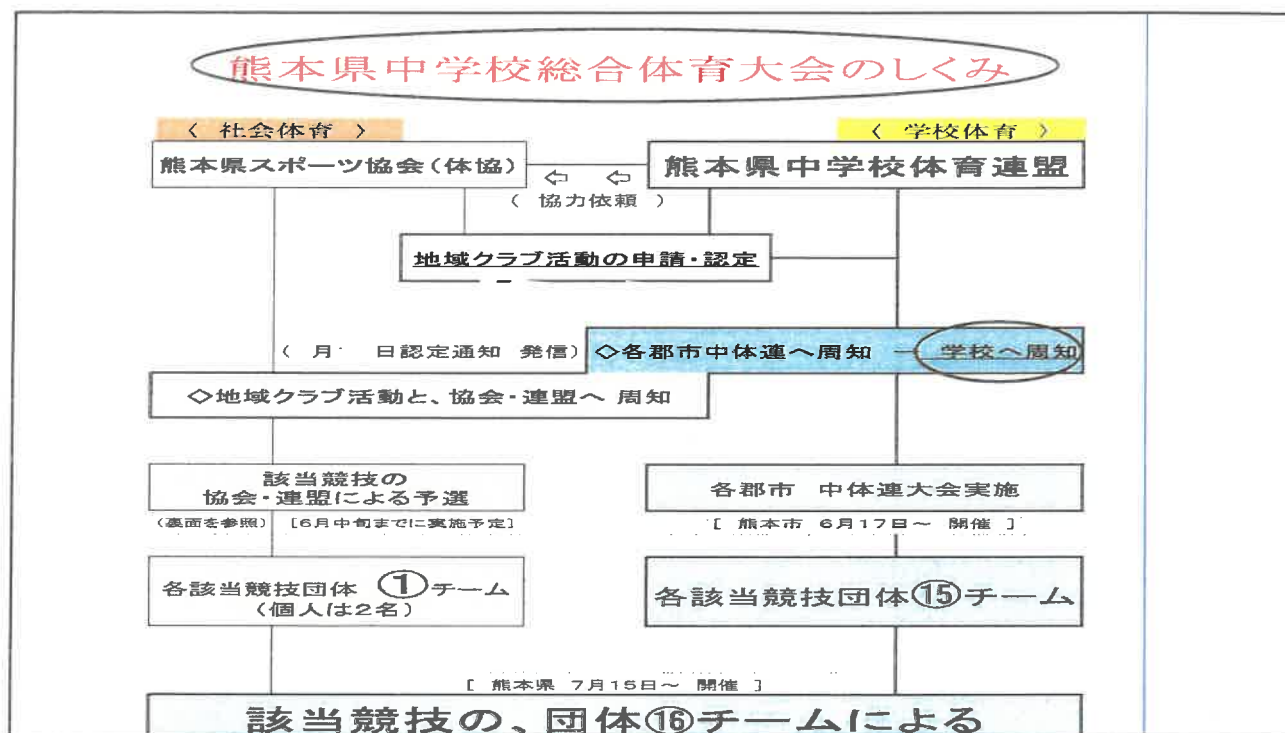 熊本県中学校総合体育大会のしくみ
〈 社会体育 〉
〈 学校体育 〉
熊本県スポーツ協会(体協)
熊本県中学校体育連盟
⇦ ⇦
( 協力依頼 )
地域クラブ活動の申請・認定
( 月 日認定通知 発信)
◇各郡市中体連へ周知 ― 学校へ周知
◇地域クラブ活動と、協会・連盟へ 周知
該当競技の
協会・連盟による予選
各郡市 中体連大会実施
(裏面を参照) [6月中旬までに実施予定]
[ 熊本市 6月17日~ 開催 ]
各該当競技団体 ①チーム
(個人は2名)
各該当競技団体⑮チーム
[ 熊本県 7月15日~ 開催 ]
該当競技の、団体⑯チームによる